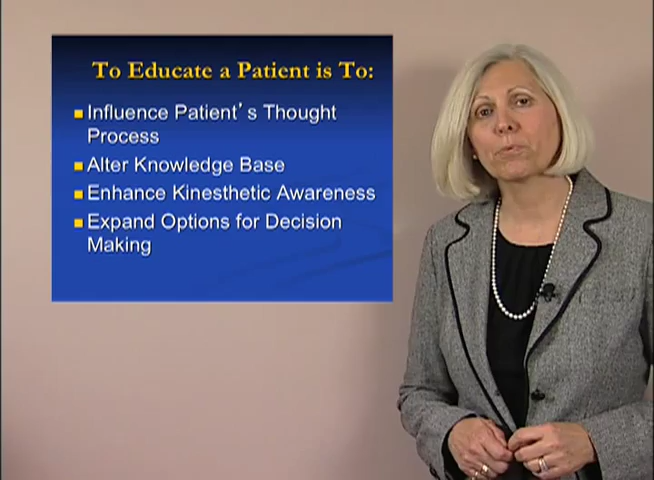 To Educate a Patient is To:
Influence Patient's Thought
Process
Alter Knowledge Base
Enhance Kinesthetic Awareness
Expand Options for Decision
Making